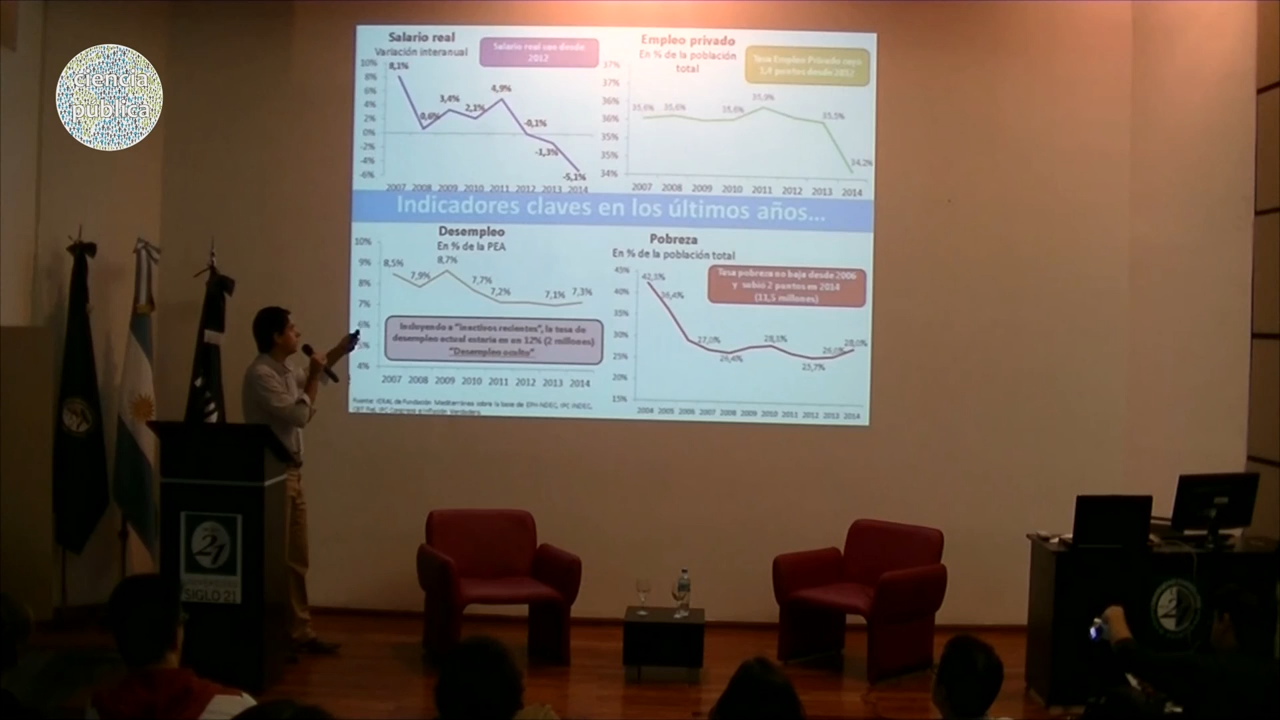 ciencia
pública
Salario real
Variación interanual
Salario real cae desde
2012
10%
8%
6%
4%
2%
0%
-2%
-4%
-6%
8,1%
0,6%
3,4%
2,1%
4,9%
-0,1%
-1,3%
-5,1%
2007 2008 2009 2010 2011 2012 2013 2014
Empleo privado
En % de la población
total
Tasa Empleo Privado cayó
1,4 puntos desde 2012
37%
37%
36%
36%
35%
35%
34%
35,6%
35,6%
35,6%
35,9%
35,5%
34,2%
2007 2008 2009 2010 2011 2012 2013 2014
Indicadores claves en los últimos años...
Desempleo
En % de la PEA
10%
9%
8%
7%
6%
5%
4%
8,5%
7,9%
8,7%
7,7%
7,2%
7,1%
7,3%
Incluyendo a "inactivos recientes", la tasa de
desempleo actual estaría en un 12% (2 millones)
"Desempleo oculto"
2007 2008 2009 2010 2011 2012 2013 2014
Fuente: IERAL de Fundación Mediterránea sobre la base de EPH-INDEC, IPC INDEC,
IPC Congreso e Inflación Verdadera.
Pobreza
En % de la población total
Tasa pobreza no baja desde 2006
y subió 2 puntos en 2014
(11,5 millones)
45%
40%
35%
30%
25%
20%
15%
42,3%
36,4%
27,0%
26,4%
28,1%
25,7%
26,0%
28,0%
2004 2005 2006 2007 2008 2009 2010 2011 2012 2013 2014
21
UNIVERSIDAD
SIGLO 21
21